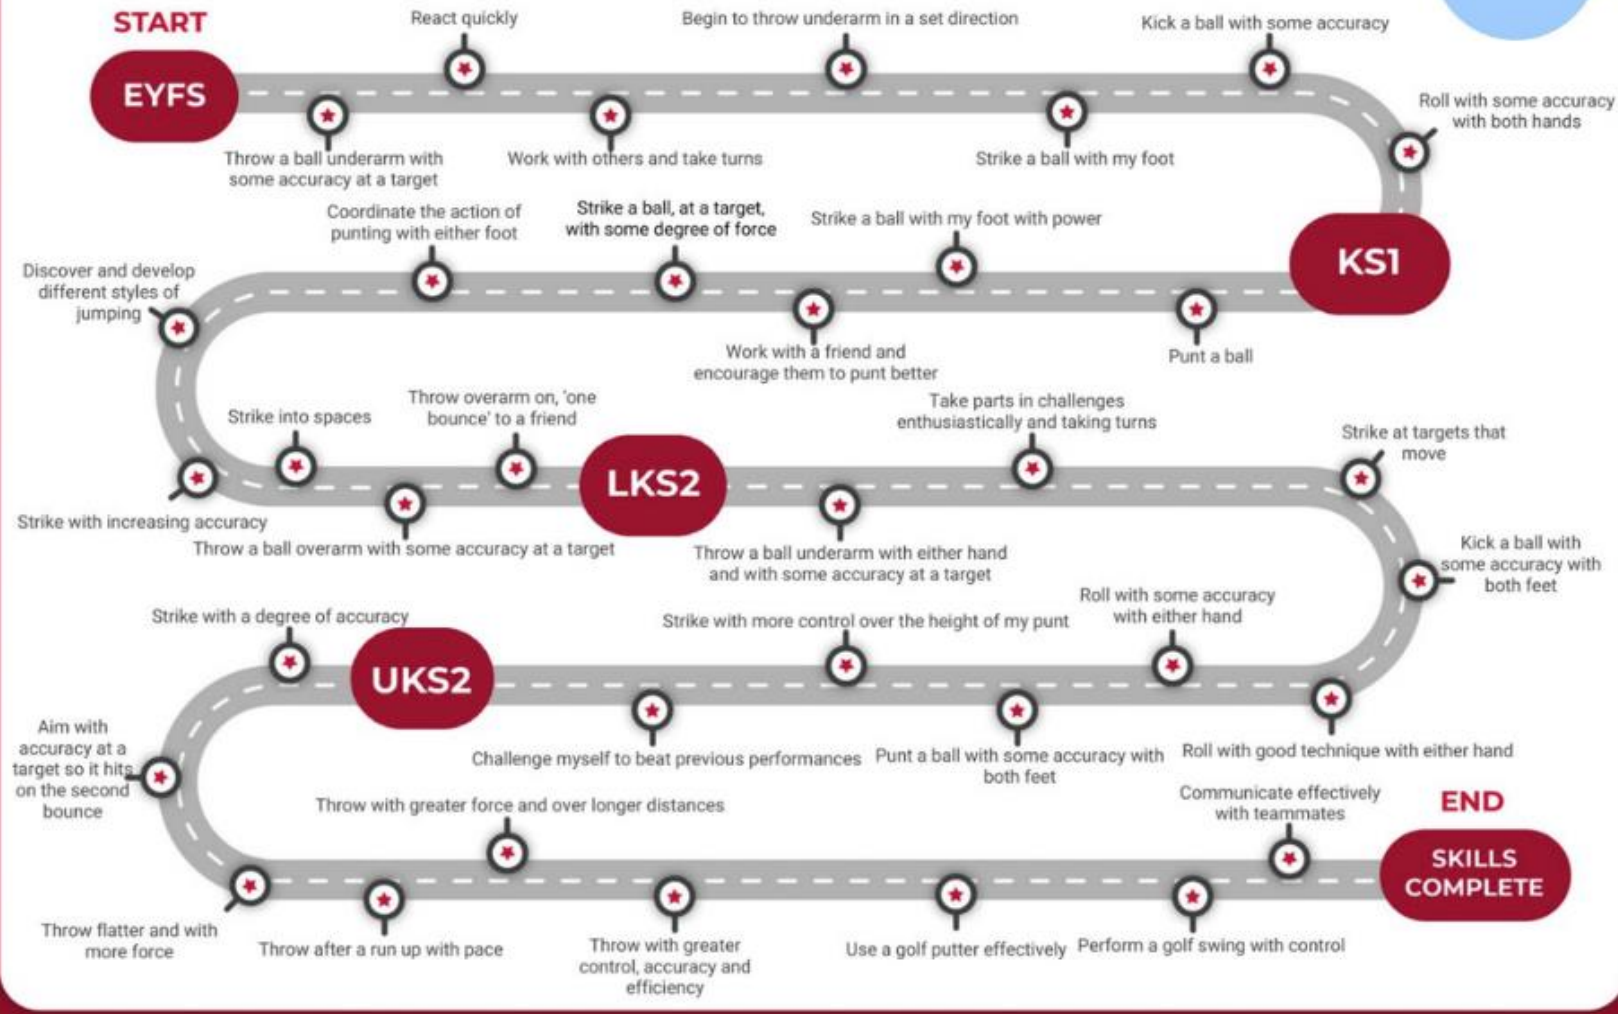 START
EYFS
Throw a ball underarm with
some accuracy at a target
React quickly
Work with others and take turns
Begin to throw underarm in a set direction
Strike a ball with my foot
Kick a ball with some accuracy
Roll with some accuracy
with both hands
KS1
Punt a ball
Strike a ball with my foot with power
Work with a friend and
encourage them to punt better
Strike a ball, at a target,
with some degree of force
Coordinate the action of
punting with either foot
Discover and develop
different styles of
jumping
Strike with increasing accuracy
Strike into spaces
Throw a ball overarm with some accuracy at a target
Throw overarm on, 'one
bounce' to a friend
LKS2
Throw a ball underarm with either hand
and with some accuracy at a target
Take parts in challenges
enthusiastically and taking turns
Strike at targets that
move
Kick a ball with
some accuracy with
both feet
Roll with good technique with either hand
Roll with some accuracy
with either hand
Punt a ball with some accuracy with
both feet
Strike with more control over the height of my punt
Challenge myself to beat previous performances
UKS2
Strike with a degree of accuracy
Aim with
accuracy at a
target so it hits
on the second
bounce
Throw flatter and with
more force
Throw after a run up with pace
Throw with greater force and over longer distances
Throw with greater
control, accuracy and
efficiency
Use a golf putter effectively
Perform a golf swing with control
Communicate effectively
with teammates
END
SKILLS
COMPLETE